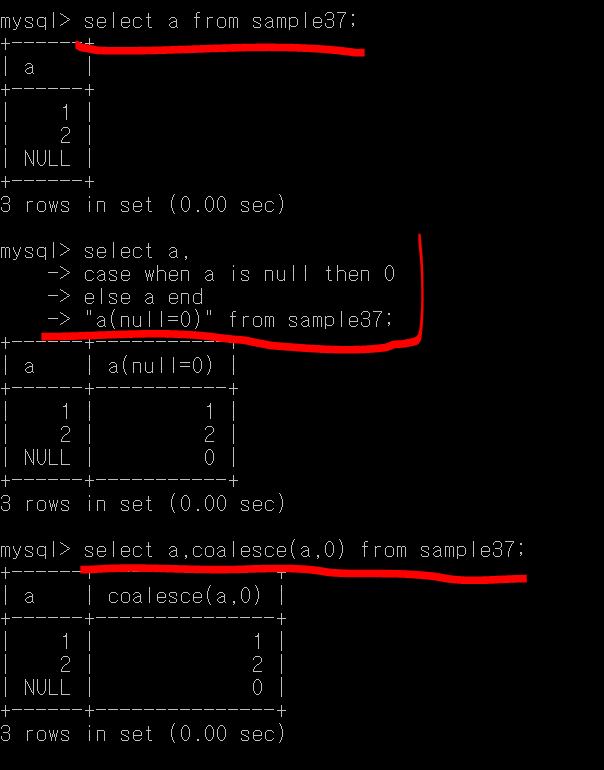 mysql> select a from sample37;
+------+
| a    |
+------+
|    1 |
|    2 |
| NULL |
+------+
3 rows in set (0.00 sec)
mysql> select a,
    -> case when a is null then 0
    -> else a end
    -> "a(null=0)" from sample37;
+------+-----------+
| a    | a(null=0) |
+------+-----------+
|    1 |         1 |
|    2 |         2 |
| NULL |         0 |
+------+-----------+
3 rows in set (0.00 sec)
mysql> select a,coalesce(a,0) from sample37;
+------+---------------+
| a    | coalesce(a,0) |
+------+---------------+
|    1 |             1 |
|    2 |             2 |
| NULL |             0 |
+------+---------------+
3 rows in set (0.00 sec)